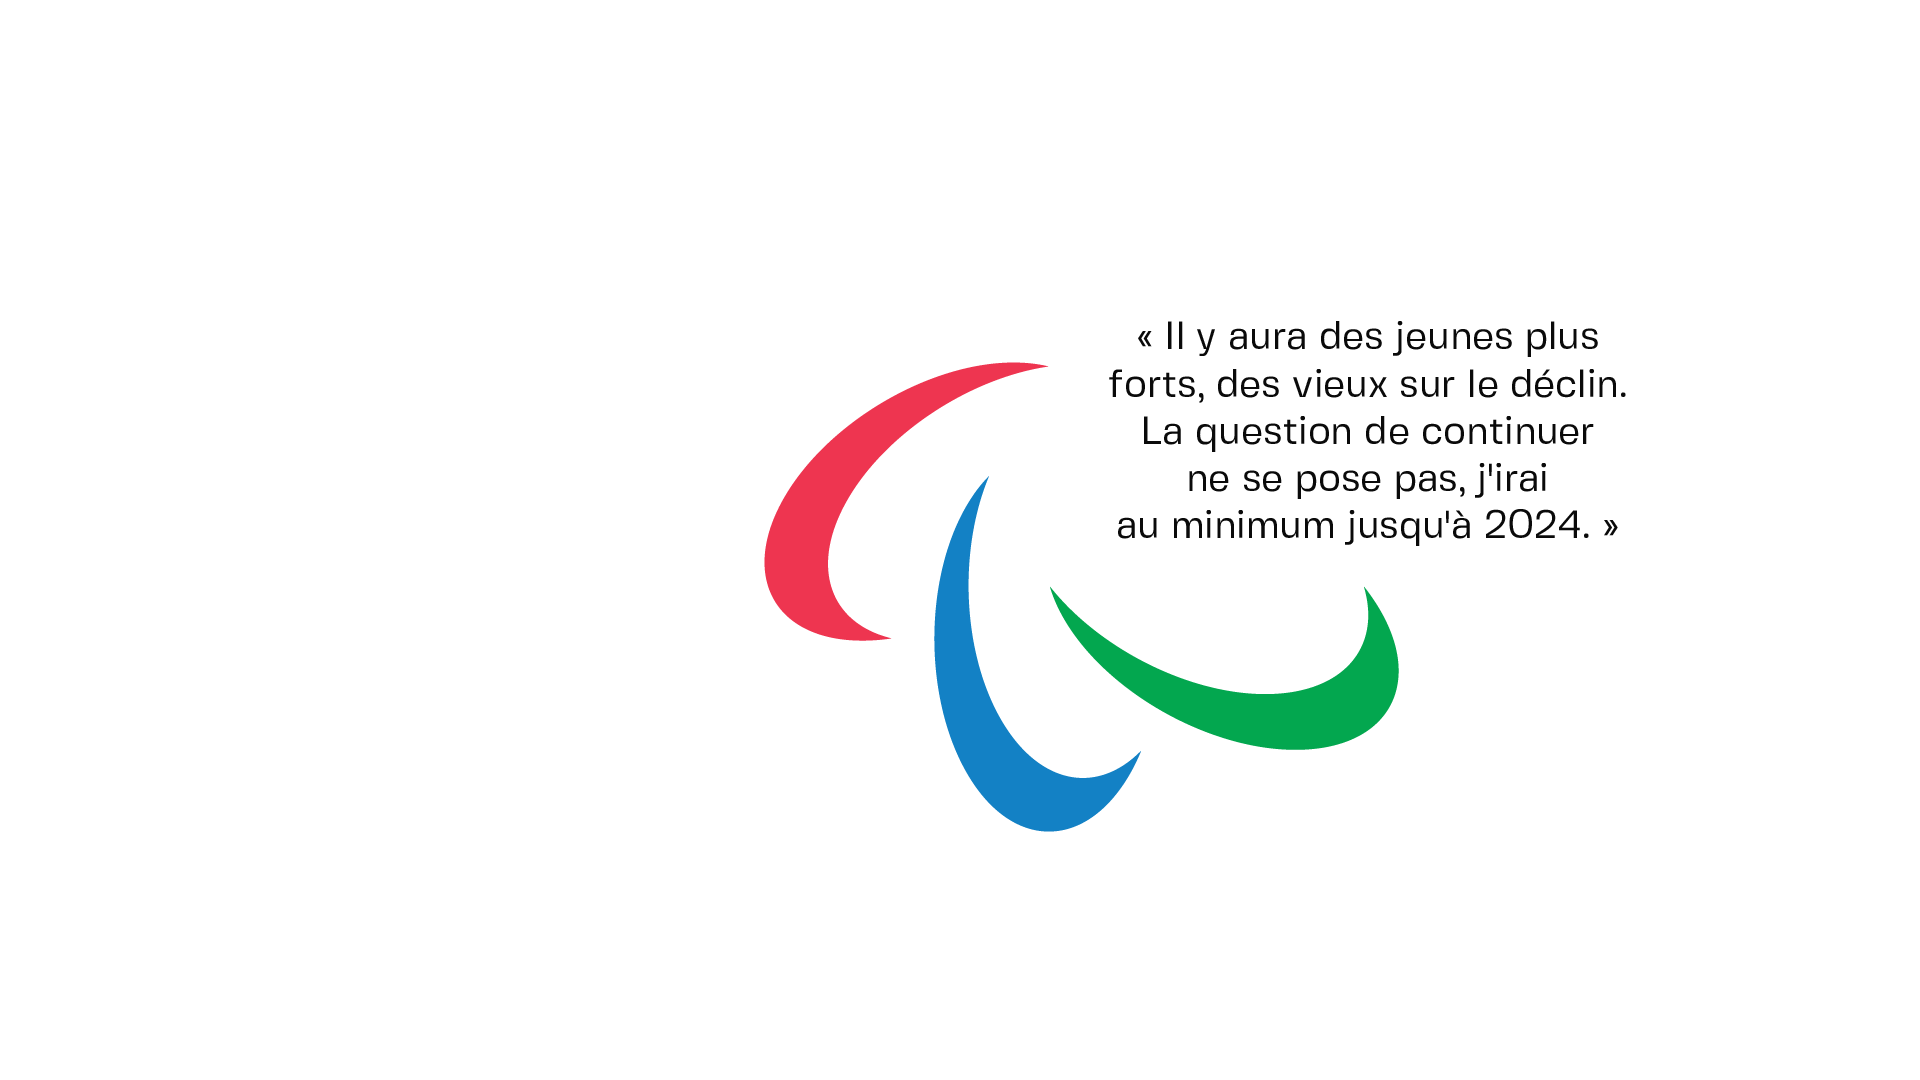 « Il y aura des jeunes plus
forts, des vieux sur le déclin.
La question de continuer
ne se pose pas, j'irai
au minimum jusqu'à 2024. »